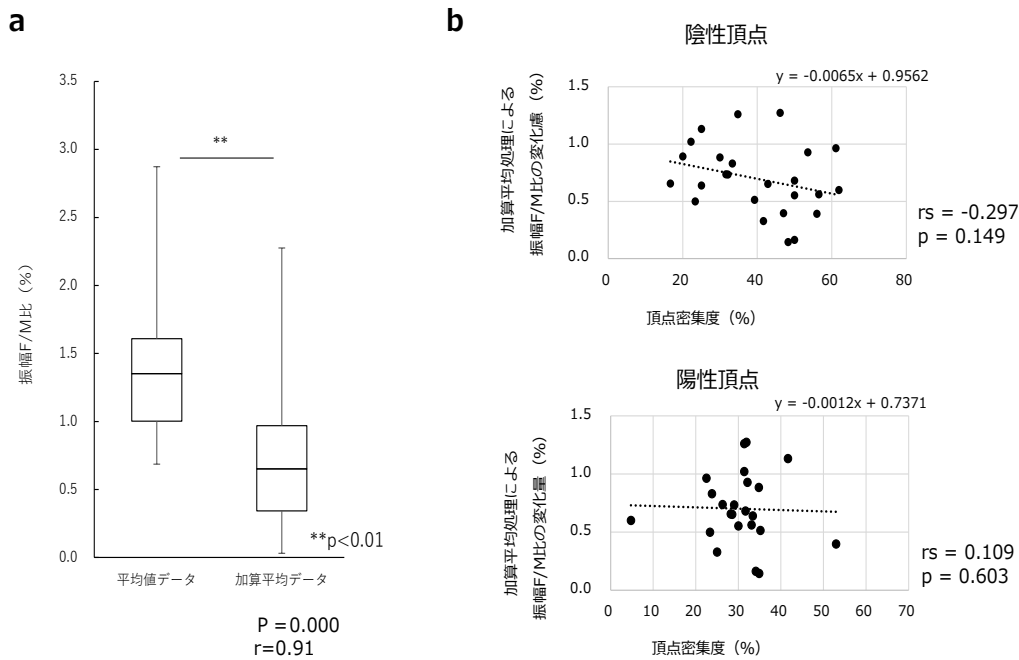 a
3.5
3.0
2.5
2.0
1.5
1.0
0.5
0.0
振幅F/M比（%）
**
**p<0.01
平均値データ
加算平均データ
P =0.000
r=0.91
b
陰性頂点
y = -0.0065x + 0.9562
加算平均処理による
振幅F/M比の変化慮（%）
1.5
1.0
0.5
0.0
0
20
40
60
80
頂点密集度（%）
rs = -0.297
p = 0.149
陽性頂点
y = -0.0012x + 0.7371
加算平均処理による
振幅F/M比の変化量（%）
1.5
1.0
0.5
0.0
0
10
20
30
40
50
60
70
頂点密集度（%）
rs = 0.109
p = 0.603